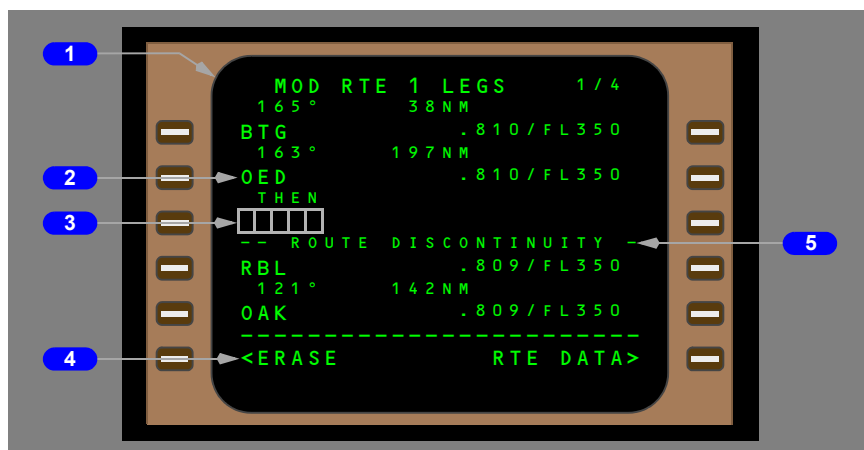 1
MOD RTE 1 LEGS 1/4
165° 38NM
BTG .810/FL350
163° 197NM
2
OED .810/FL350
THEN
3
-- ROUTE DISCONTINUITY -
5
RBL .809/FL350
121° 142NM
OAK .809/FL350
------------------------
4
<ERASE RTE DATA>